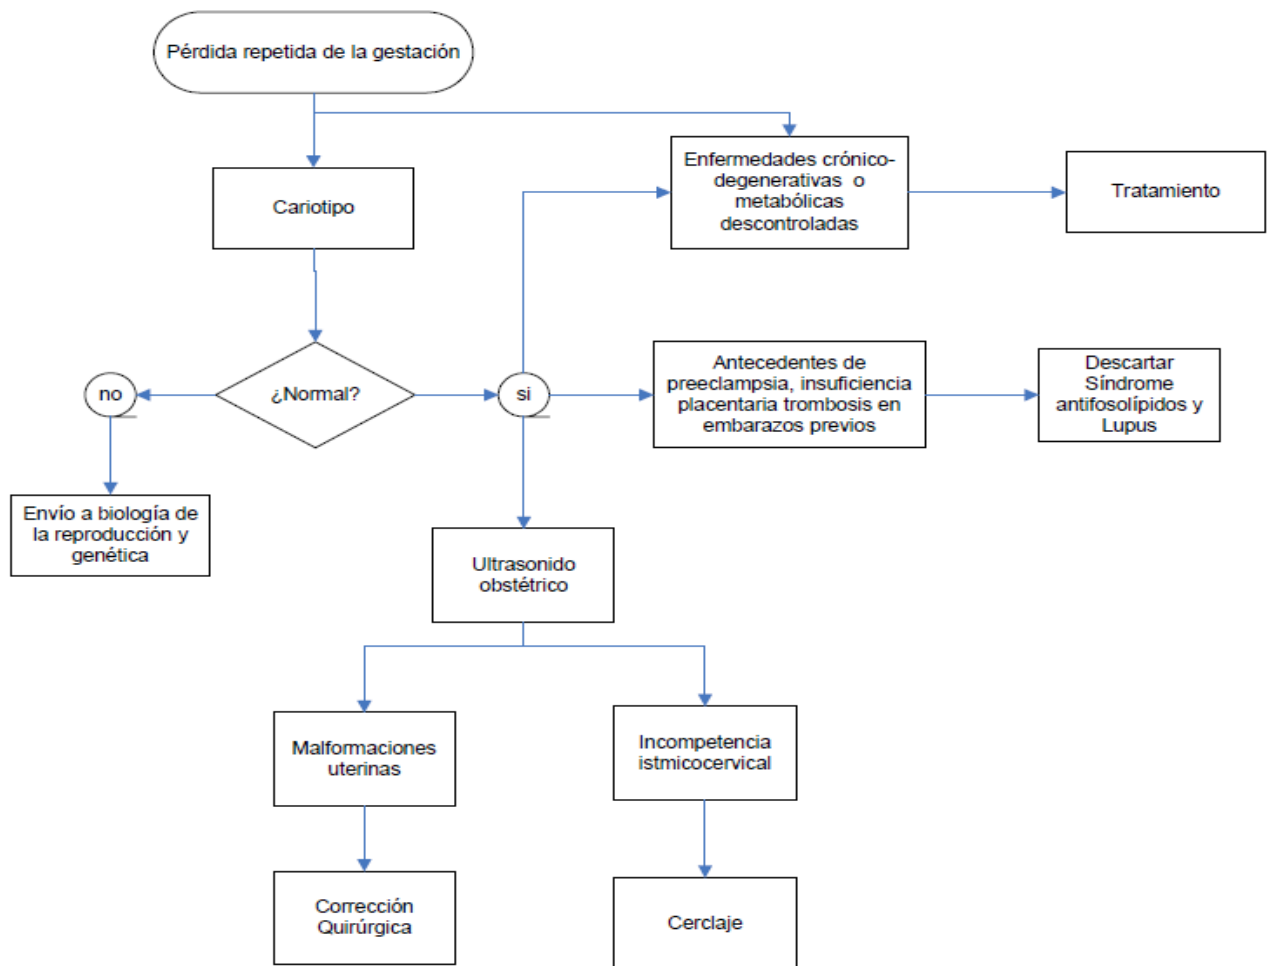 Pérdida repetida de la gestación
Enfermedades crónico-
degenerativas o
metabólicas
descontroladas
Tratamiento
Cariotipo
no
¿Normal?
si
Antecedentes de
preeclampsia, insuficiencia
placentaria trombosis en
embarazos previos
Descartar
Síndrome
antifosolípidos y
Lupus
Envío a biología de
la reproducción y
genética
Ultrasonido
obstétrico
Malformaciones
uterinas
Incompetencia
istmicocervical
Corrección
Quirúrgica
Cerclaje